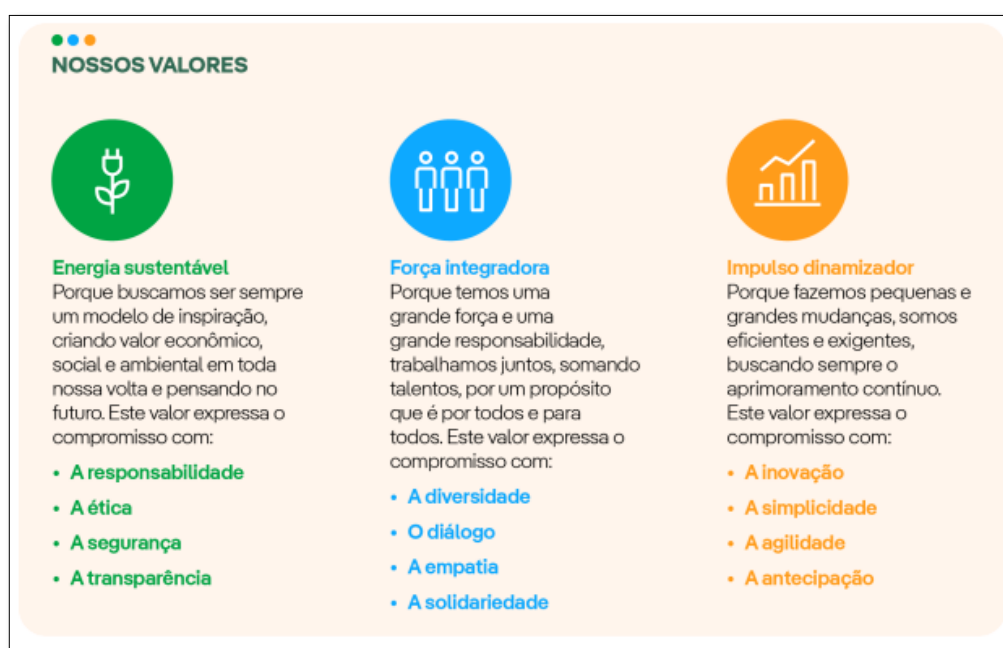 NOSSOS VALORES
Energia sustentável
Porque buscamos ser sempre
um modelo de inspiração,
criando valor econômico,
social e ambiental em toda
nossa volta e pensando no
futuro. Este valor expressa o
compromisso com:
• A responsabilidade
• A ética
• A segurança
• A transparência
Força integradora
Porque temos uma
grande força e uma
grande responsabilidade,
trabalhamos juntos, somando
talentos, por um propósito
que é por todos e para
todos. Este valor expressa o
compromisso com:
• A diversidade
• O diálogo
• A empatia
• A solidariedade
Impulso dinamizador
Porque fazemos pequenas e
grandes mudanças, somos
eficientes e exigentes,
buscando sempre o
aprimoramento contínuo.
Este valor expressa o
compromisso com:
• A inovação
• A simplicidade
• A agilidade
• A antecipação